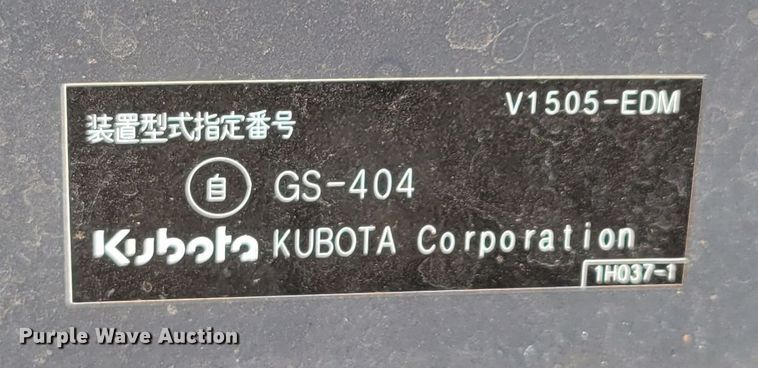 V1505-EDM
装置型式指定番号
自 GS-404
Kubota KUBOTA Corporation
1H037-1
Purple Wave Auction